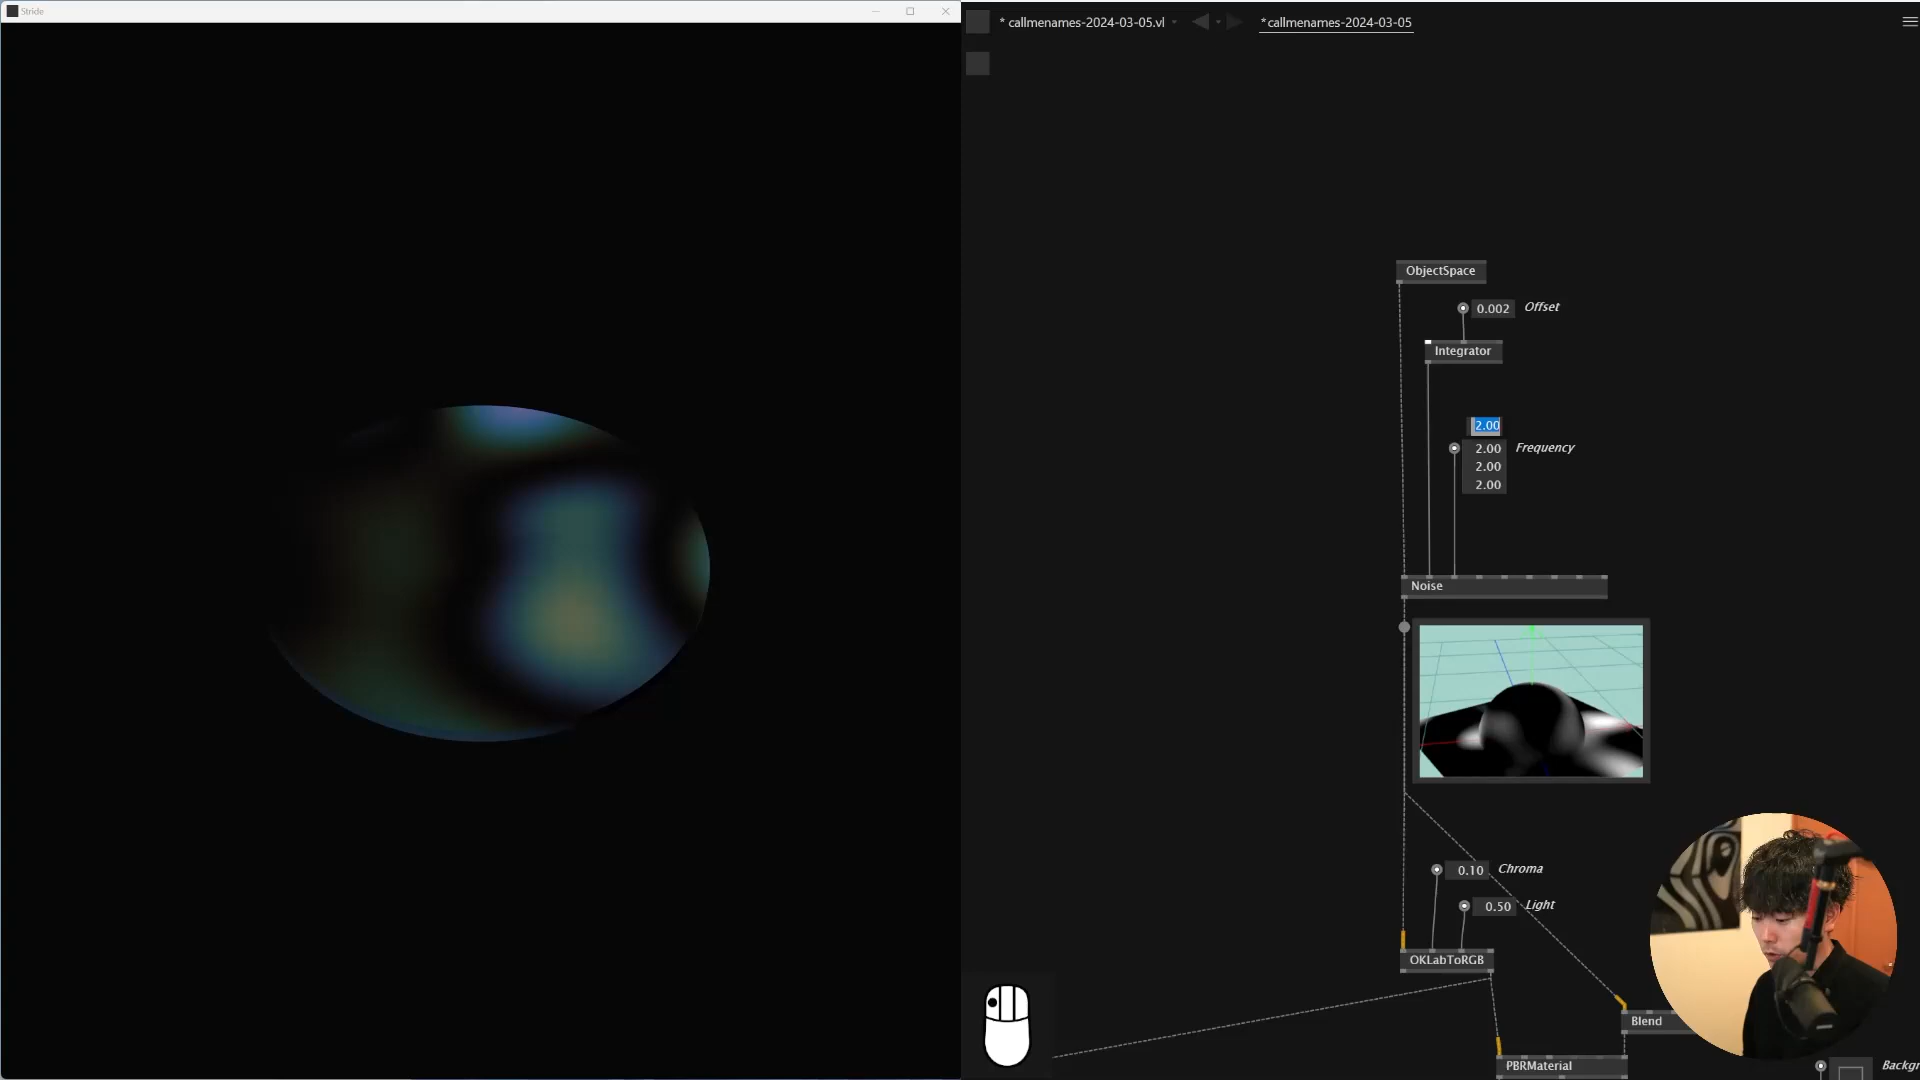 Stride
* callmenames-2024-03-05.vl
*callmenames-2024-03-05
ObjectSpace
0.002 Offset
Integrator
2.00
2.00 Frequency
2.00
2.00
Noise
0.10 Chroma
0.50 Light
OKLabToRGB
Blend
PBRMaterial
Backgr